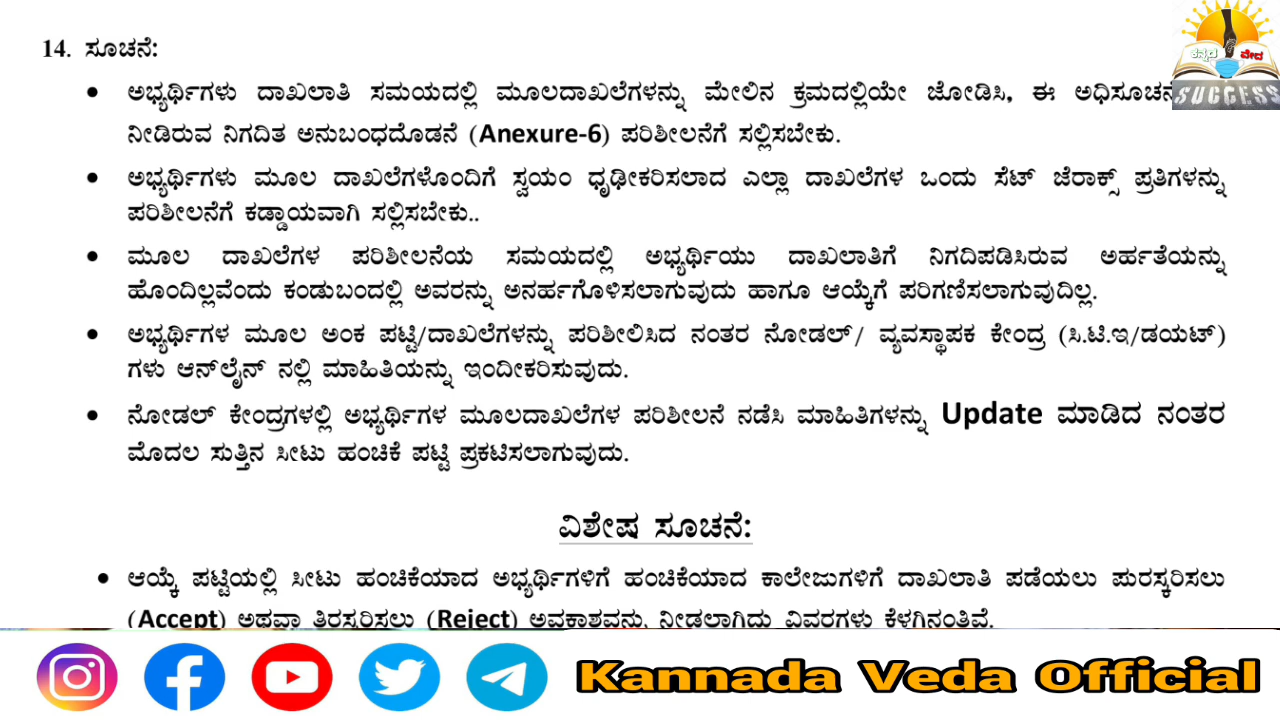 14. ಸೂಚನೆ:
• ಅಭ್ಯರ್ಥಿಗಳು ದಾಖಲಾತಿ ಸಮಯದಲ್ಲಿ ಮೂಲದಾಖಲೆಗಳನ್ನು ಮೇಲಿನ ಕ್ರಮದಲ್ಲಿಯೇ ಜೋಡಿಸಿ, ಈ
ನೀಡಿರುವ ನಿಗದಿತ ಅನುಬಂಧದೊಡನೆ (Anexure-6) ಪರಿಶೀಲನೆಗೆ ಸಲ್ಲಿಸಬೇಕು.
• ಅಭ್ಯರ್ಥಿಗಳು ಮೂಲ ದಾಖಲೆಗಳೊಂದಿಗೆ ಸ್ವಯಂ ಧೃಢೀಕರಿಸಲಾದ ಎಲ್ಲಾ ದಾಖಲೆಗಳ ಒಂದು ಸೆಟ್ ಜೆರಾಕ್ಸ್ ಪ್ರತಿಗಳನ್ನು
ಪರಿಶೀಲನೆಗೆ ಕಡ್ಡಾಯವಾಗಿ ಸಲ್ಲಿಸಬೇಕು..
• ಮೂಲ ದಾಖಲೆಗಳ ಪರಿಶೀಲನೆಯ ಸಮಯದಲ್ಲಿ ಅಭ್ಯರ್ಥಿಯು ದಾಖಲಾತಿಗೆ ನಿಗದಿಪಡಿಸಿರುವ ಅರ್ಹತೆಯನ್ನು
ಹೊಂದಿಲ್ಲವೆಂದು ಕಂಡುಬಂದಲ್ಲಿ ಅವರನ್ನು ಅನರ್ಹಗೊಳಿಸಲಾಗುವುದು ಹಾಗೂ ಆಯ್ಕೆಗೆ ಪರಿಗಣಿಸಲಾಗುವುದಿಲ್ಲ.
• ಅಭ್ಯರ್ಥಿಗಳ ಮೂಲ ಅಂಕ ಪಟ್ಟಿ/ದಾಖಲೆಗಳನ್ನು ಪರಿಶೀಲಿಸಿದ ನಂತರ ನೋಡಲ್/ ವ್ಯವಸ್ಥಾಪಕ ಕೇಂದ್ರ (ಸಿ.ಟಿ.ಇ/ಡಯಟ್)
ಗಳು ಆನ್‌ಲೈನ್ ನಲ್ಲಿ ಮಾಹಿತಿಯನ್ನು ಇಂದೀಕರಿಸುವುದು.
• ನೋಡಲ್ ಕೇಂದ್ರಗಳಲ್ಲಿ ಅಭ್ಯರ್ಥಿಗಳ ಮೂಲದಾಖಲೆಗಳ ಪರಿಶೀಲನೆ ನಡೆಸಿ ಮಾಹಿತಿಗಳನ್ನು Update ಮಾಡಿದ ನಂತರ
ಮೊದಲ ಸುತ್ತಿನ ಸೀಟು ಹಂಚಿಕೆ ಪಟ್ಟಿ ಪ್ರಕಟಿಸಲಾಗುವುದು.
ವಿಶೇಷ ಸೂಚನೆ:
• ಆಯ್ಕೆ ಪಟ್ಟಿಯಲ್ಲಿ ಸೀಟು ಹಂಚಿಕೆಯಾದ ಅಭ್ಯರ್ಥಿಗಳಿಗೆ ಹಂಚಿಕೆಯಾದ ಕಾಲೇಜುಗಳಿಗೆ ದಾಖಲಾತಿ ಪಡೆಯಲು ಪುರಸ್ಕರಿಸಲು
(Accept) ಅಥವಾ ತಿರಸ್ಕರಿಸಲು (Reject) ಅವಕಾಶವನ್ನು ನೀಡಲಾಗಿದ್ದು ವಿವರಗಳು ಕೆಳಗಿನಂತಿವೆ.
ಕನ್ನಡ ವೇದ
SUCCESS
Kannada Veda Official